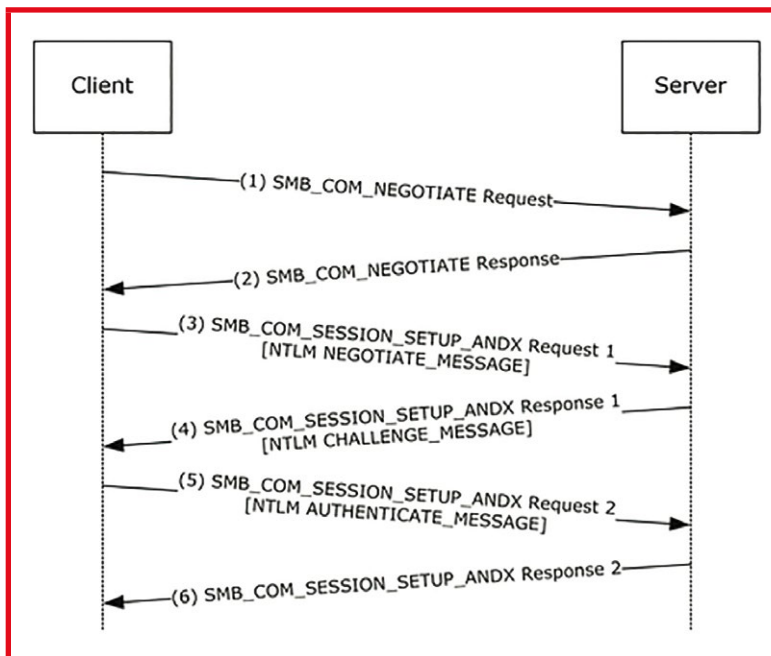 Client
Server
(1) SMB_COM_NEGOTIATE Request
(2) SMB_COM_NEGOTIATE Response
(3) SMB_COM_SESSION_SETUP_ANDX Request 1
[NTLM NEGOTIATE_MESSAGE]
(4) SMB_COM_SESSION_SETUP_ANDX Response 1
[NTLM CHALLENGE_MESSAGE]
(5) SMB_COM_SESSION_SETUP_ANDX Request 2
[NTLM AUTHENTICATE_MESSAGE]
(6) SMB_COM_SESSION_SETUP_ANDX Response 2